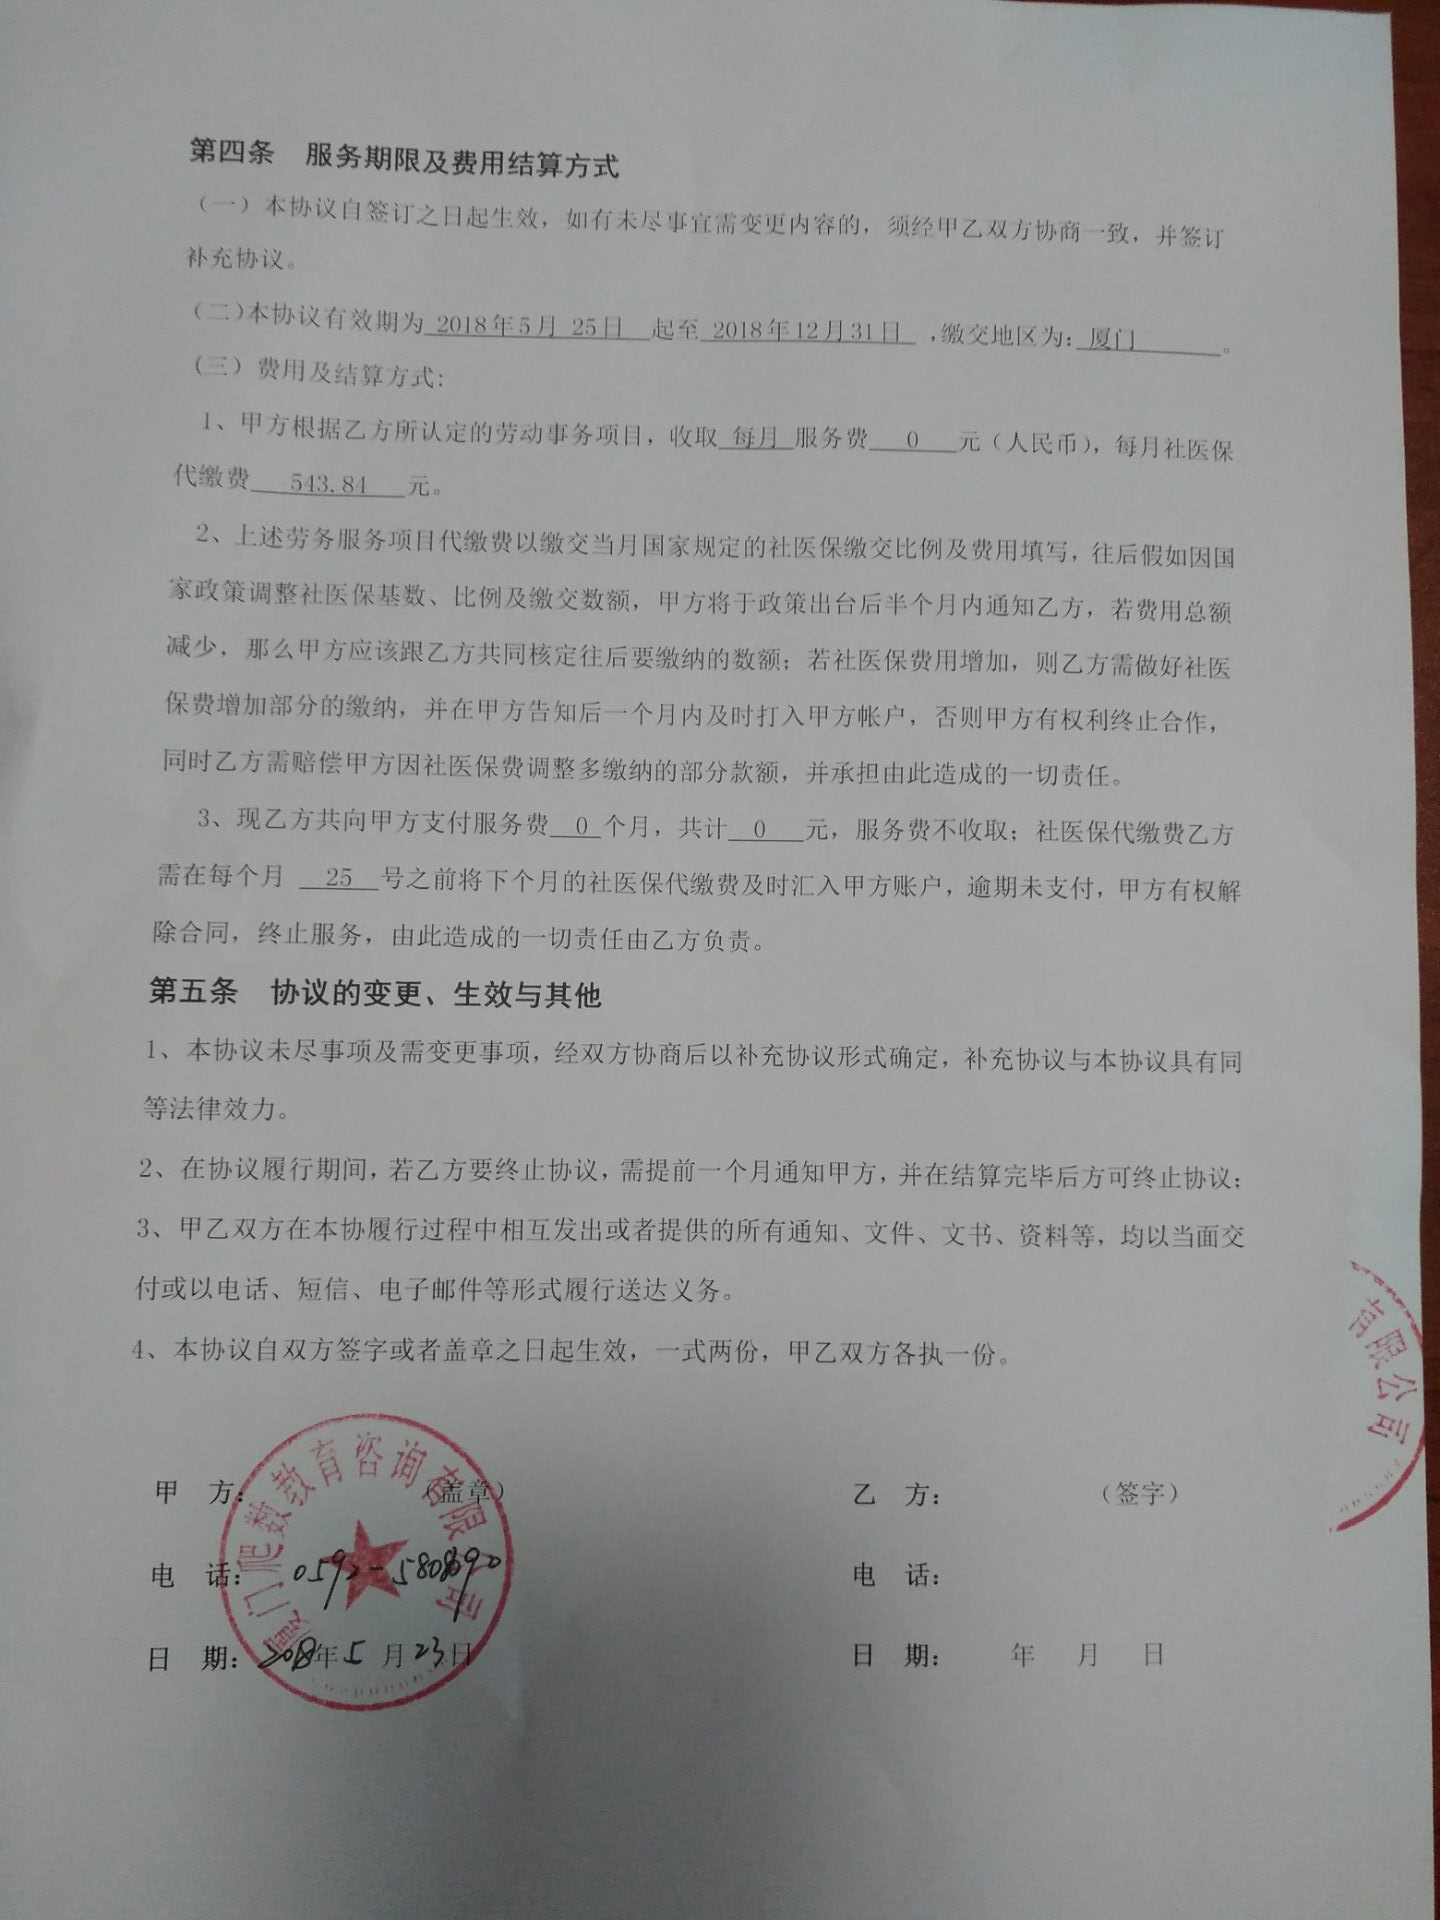 第四条　服务期限及费用结算方式
（一）本协议自签订之日起生效，如有未尽事宜需变更内容的，须经甲乙双方协商一致，并签订
补充协议。
（二）本协议有效期为 2018年5月 25日 起至 2018年12月31日 ，缴交地区为：厦门 。
（三）费用及结算方式：
1、甲方根据乙方所认定的劳动事务项目，收取 每月 服务费 0 元（人民币），每月社医保
代缴费 543.84 元。
2、上述劳务服务项目代缴费以缴交当月国家规定的社医保缴交比例及费用填写，往后假如因国
家政策调整社医保基数、比例及缴交数额，甲方将于政策出台后半个月内通知乙方，若费用总额
减少，那么甲方应该跟乙方共同核定往后要缴纳的数额；若社医保费用增加，则乙方需做好社医
保费增加部分的缴纳，并在甲方告知后一个月内及时打入甲方帐户，否则甲方有权利终止合作，
同时乙方需赔偿甲方因社医保费调整多缴纳的部分款额，并承担由此造成的一切责任。
3、现乙方共向甲方支付服务费 0 个月，共计 0 元，服务费不收取；社医保代缴费乙方
需在每个月 25 号之前将下个月的社医保代缴费及时汇入甲方账户，逾期未支付，甲方有权解
除合同，终止服务，由此造成的一切责任由乙方负责。
第五条　协议的变更、生效与其他
1、本协议未尽事项及需变更事项，经双方协商后以补充协议形式确定，补充协议与本协议具有同
等法律效力。
2、在协议履行期间，若乙方要终止协议，需提前一个月通知甲方，并在结算完毕后方可终止协议；
3、甲乙双方在本协履行过程中相互发出或者提供的所有通知、文件、文书、资料等，均以当面交
付或以电话、短信、电子邮件等形式履行送达义务。
4、本协议自双方签字或者盖章之日起生效，一式两份，甲乙双方各执一份。
有限公司
厦门爬数教育咨询有限公司
甲　方：　（盖章）　乙　方：　（签字）
电　话：0592-5808690　电　话：
日　期：2018年5月23日　日　期：　年　月　日